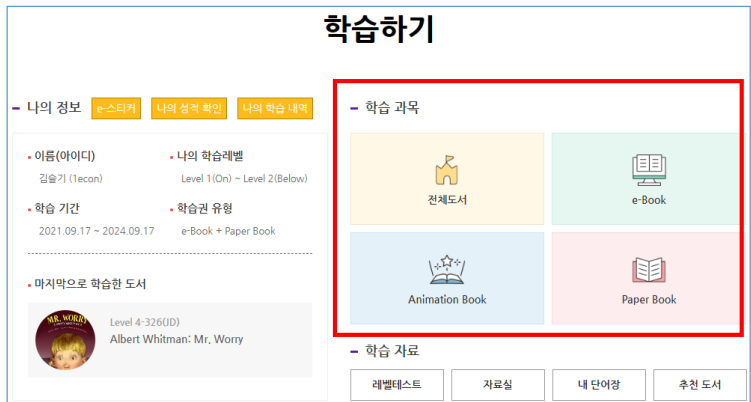 학습하기
나의 정보 e-스티커 나의 성적 확인 나의 학습 내역
이름(아이디) 나의 학습레벨
김슬기 (1econ) Level 1(On) ~ Level 2(Below)
학습 기간 학습권 유형
2021.09.17 ~ 2024.09.17 e-Book + Paper Book
마지막으로 학습한 도서
MR. WORRY
Level 4-326(JD)
Albert Whitman: Mr. Worry
학습 과목
전체도서 e-Book
Animation Book Paper Book
학습 자료
레벨테스트 자료실 내 단어장 추천 도서